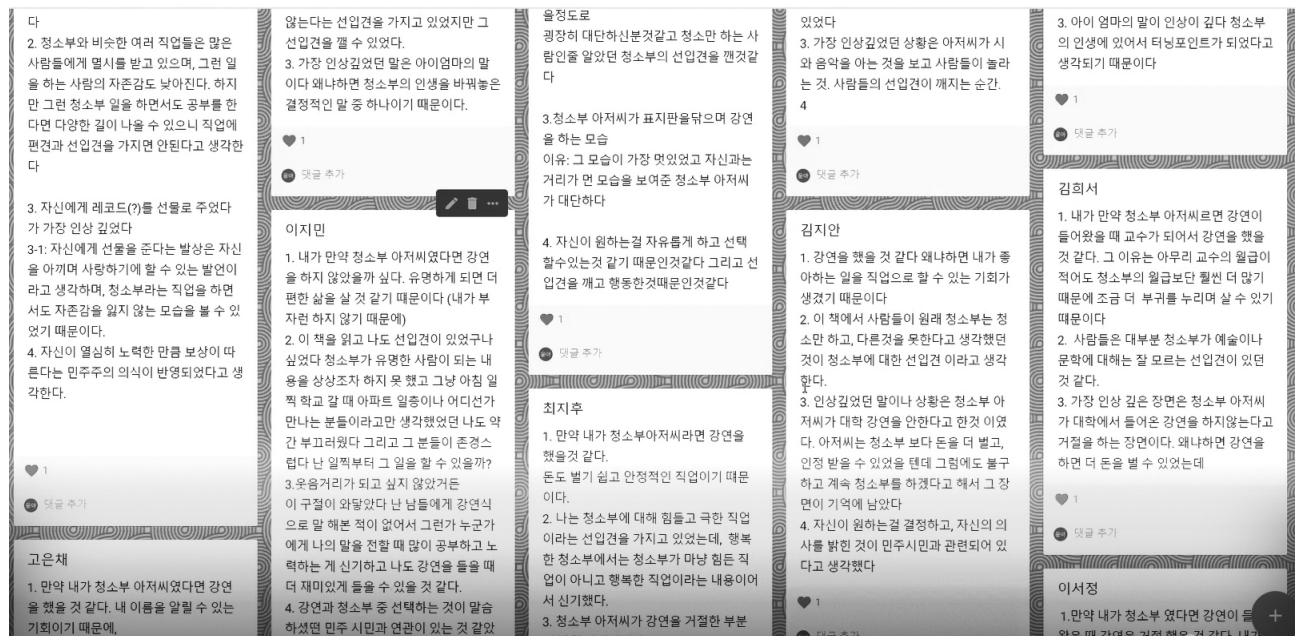 다
2. 청소부와 비슷한 여러 직업들은 많은
사람들에게 멸시를 받고 있으며, 그런 일
을 하는 사람의 자존감도 낮아진다. 하지
만 그런 청소부 일을 하면서도 공부를 한
다면 다양한 길이 나올 수 있으니 직업에
편견과 선입견을 가지면 안된다고 생각한
다
3. 자신에게 레코드(?)를 선물로 주었다
가 가장 인상 깊었다
3-1: 자신에게 선물을 준다는 발상은 자신
을 아끼며 사랑하기에 할 수 있는 발언이
라고 생각하며, 청소부라는 직업을 하면
서도 자존감을 잃지 않는 모습을 볼 수 있
었기 때문이다.
4. 자신이 열심히 노력한 만큼 보상이 따
른다는 민주주의 의식이 반영되었다고 생
각한다.
1
댓글 추가
고은채
1. 만약 내가 청소부 아저씨였다면 강연
을 했을 것 같다. 내 이름을 알릴 수 있는
기회이기 때문에,
않는다는 선입견을 가지고 있었지만 그
선입견을 깰 수 있었다.
3. 가장 인상깊었던 말은 아이엄마의 말
이다 왜냐하면 청소부의 인생을 바꿔놓은
결정적인 말 중 하나이기 때문이다.
1
댓글 추가
이지민
1. 내가 만약 청소부 아저씨였다면 강연
을 하지 않았을까 싶다. 유명하게 되면 더
편한 삶을 살 것 같기 때문이다 (내가 부
자런 하지 않기 때문에)
2. 이 책을 읽고 나도 선입견이 있었구나
싶었다 청소부가 유명한 사람이 되는 내
용을 상상조차 하지 못 했고 그냥 아침 일
찍 학교 갈 때 아파트 일층이나 어디선가
만나는 분들이라고만 생각했었던 나도 약
간 부끄러웠다 그리고 그 분들이 존경스
럽다 난 일찍부터 그 일을 할 수 있을까?
3.웃음거리가 되고 싶지 않았거든
이 구절이 와닿았다 난 남들에게 강연식
으로 말 해본 적이 없어서 그런가 누군가
에게 나의 말을 전할 때 많이 공부하고 노
력하는 게 신기하고 나도 강연을 들을 때
더 재미있게 들을 수 있을 것 같다.
4. 강연과 청소부 중 선택하는 것이 말씀
하셨떤 민주 시민과 연관이 있는 것 같았
을정도로
굉장히 대단하신분것같고 청소만 하는 사
람인줄 알았던 청소부의 선입견을 깬것같
다
3.청소부 아저씨가 표지판을닦으며 강연
을 하는 모습
이유: 그 모습이 가장 멋있었고 자신과는
거리가 먼 모습을 보여준 청소부 아저씨
가 대단하다
4. 자신이 원하는걸 자유롭게 하고 선택
할수있는것 같기 때문인것같다 그리고 선
입견을 깨고 행동한것때문인것같다
1
댓글 추가
최지후
1. 만약 내가 청소부아저씨라면 강연을
했을것 같다.
돈도 벌기 쉽고 안정적인 직업이기 때문
이다.
2. 나는 청소부에 대해 힘들고 극한 직업
이라는 선입견을 가지고 있었는데, 행복
한 청소부에서는 청소부가 마냥 힘든 직
업이 아니고 행복한 직업이라는 내용이어
서 신기했다.
3. 청소부 아저씨가 강연을 거절한 부분
있었다
3. 가장 인상깊었던 상황은 아저씨가 시
와 음악을 아는 것을 보고 사람들이 놀라
는 것. 사람들의 선입견이 깨지는 순간.
4
1
댓글 추가
김지안
1. 강연을 했을 것 같다 왜냐하면 내가 좋
아하는 일을 직업으로 할 수 있는 기회가
생겼기 때문이다
2. 이 책에서 사람들이 원래 청소부는 청
소만 하고, 다른것을 못한다고 생각했던
것이 청소부에 대한 선입견 이라고 생각
한다.
3. 인상깊었던 말이나 상황은 청소부 아
저씨가 대학 강연을 안한다고 한것 이였
다. 아저씨는 청소부 보다 돈을 더 벌고,
인정 받을 수 있었을 텐데 그럼에도 불구
하고 계속 청소부를 하겠다고 해서 그 장
면이 기억에 남았다
4. 자신이 원하는걸 결정하고, 자신의 의
사를 밝힌 것이 민주시민과 관련되어 있
다고 생각했다
1
댓글 추가
3. 아이 엄마의 말이 인상이 깊다 청소부
의 인생에 있어서 터닝포인트가 되었다고
생각되기 때문이다
1
댓글 추가
김희서
1. 내가 만약 청소부 아저씨르면 강연이
들어왔을 때 교수가 되어서 강연을 했을
것 같다. 그 이유는 아무리 교수의 월급이
적어도 청소부의 월급보단 훨씬 더 많기
때문에 조금 더 부귀를 누리며 살 수 있기
때문이다
2. 사람들은 대부분 청소부가 예술이나
문학에 대해는 잘 모르는 선입견이 있던
것 같다.
3. 가장 인상 깊은 장면은 청소부 아저씨
가 대학에서 들어온 강연을 하지않는다고
거절을 하는 장면이다. 왜냐하면 강연을
하면 더 돈을 벌 수 있었는데
1
댓글 추가
이서정
1.만약 내가 청소부 였다면 강연이